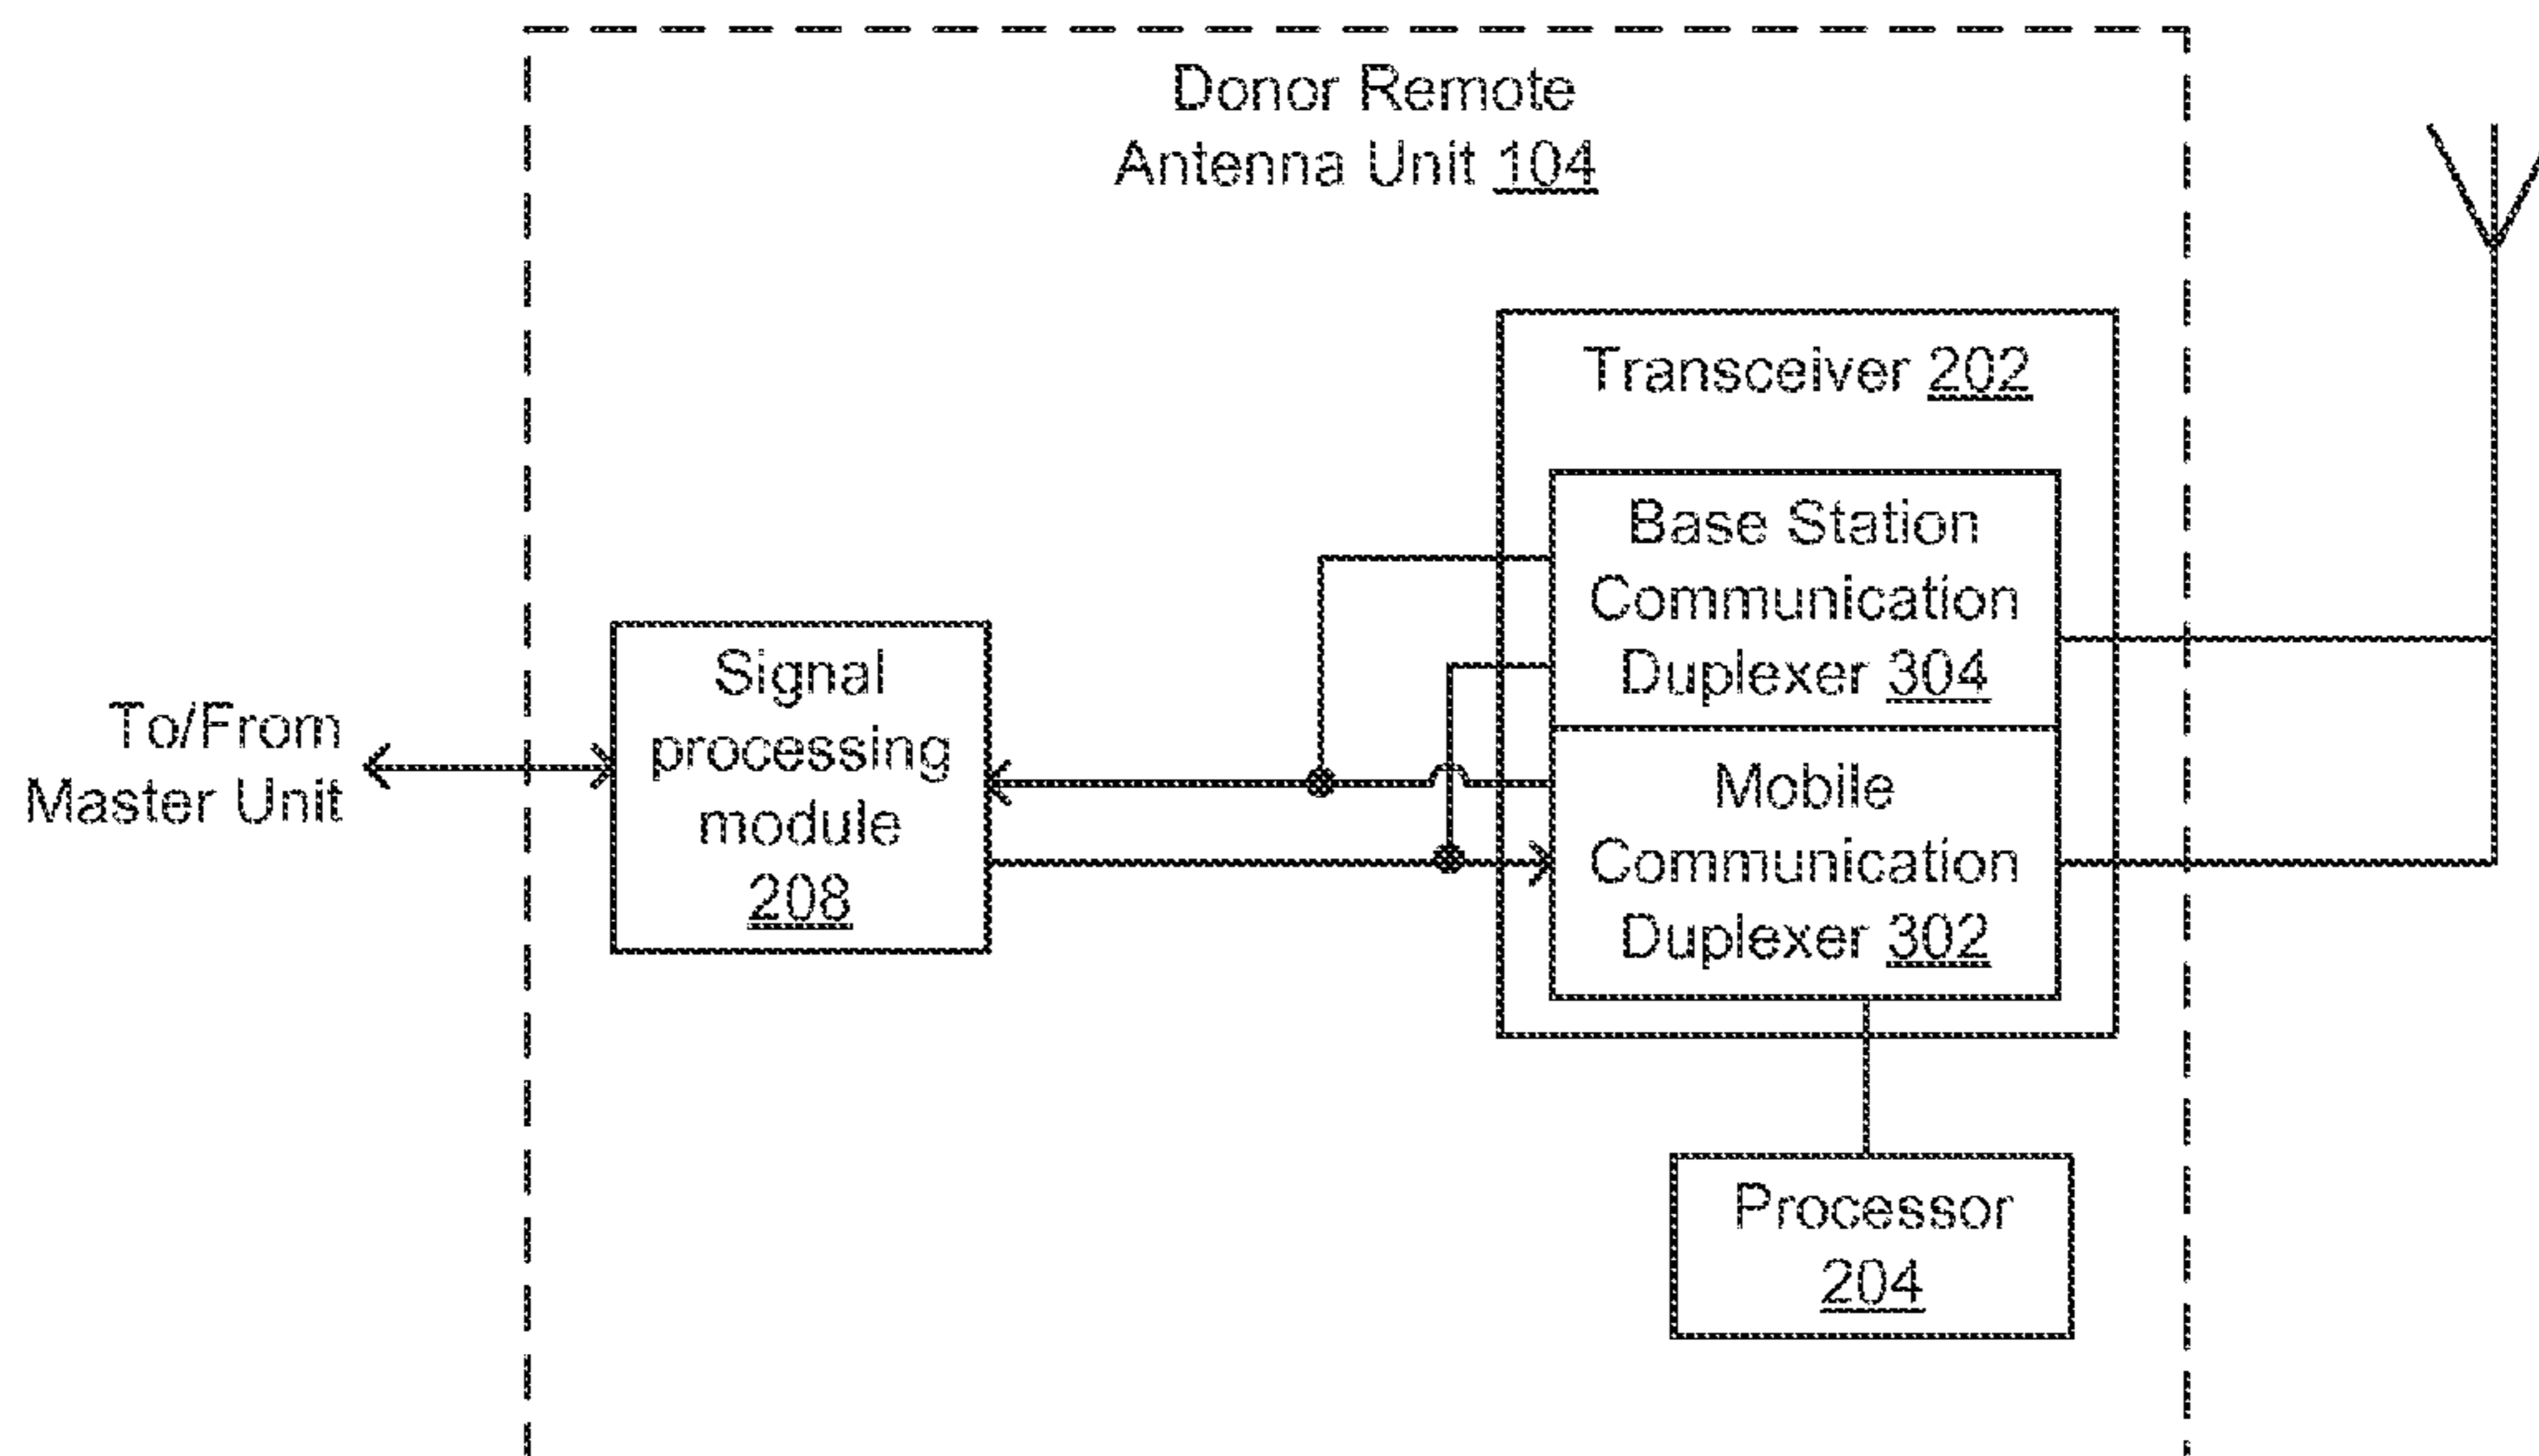 Donor Remote
Antenna Unit 104
Transceiver 202
Base Station
Communication
Duplexer 304
Signal
processing
module
208
To/From
Master Unit
Mobile
Communication
Duplexer 302
Processor
204